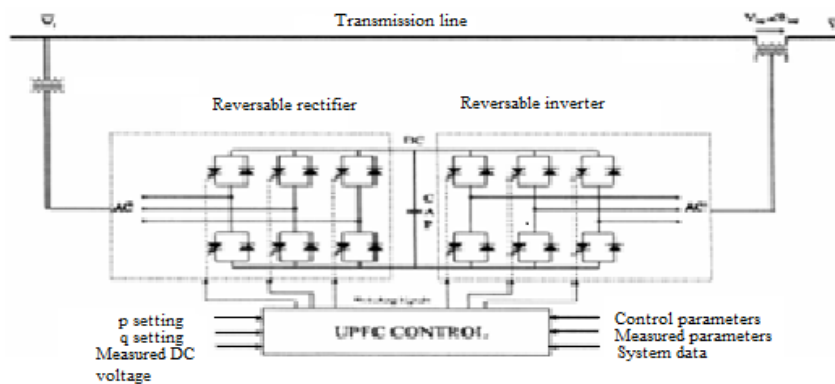 Transmission line
Reversable rectifier
Reversable inverter
DC
AC
C
A
P
AC
UPFC CONTROL
p setting
q setting
Measured DC
voltage
Control parameters
Measured parameters
System data